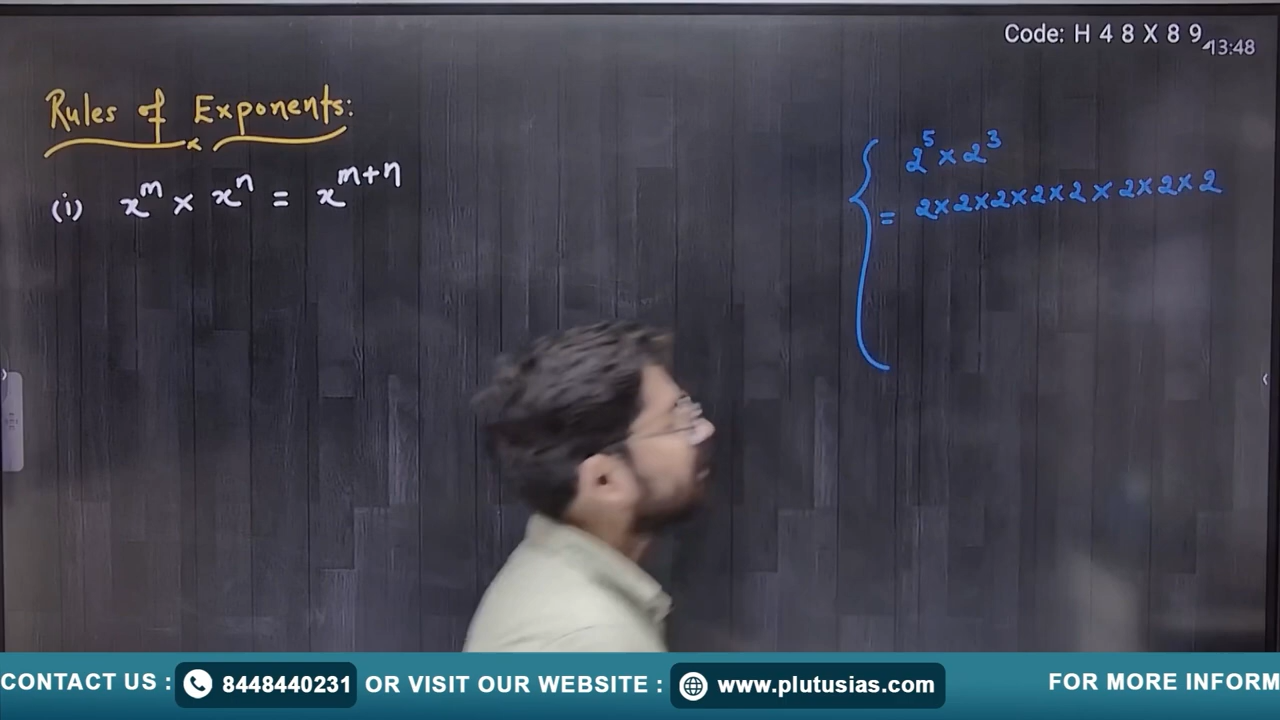 Code: H 4 8 X 8 9
13:48
Rules of Exponents:
(i) x^m × x^n = x^(m+n)
2^5 × 2^3
= 2×2×2×2×2 × 2×2×2
CONTACT US : 8448440231 OR VISIT OUR WEBSITE : www.plutusias.com FOR MORE INFORM